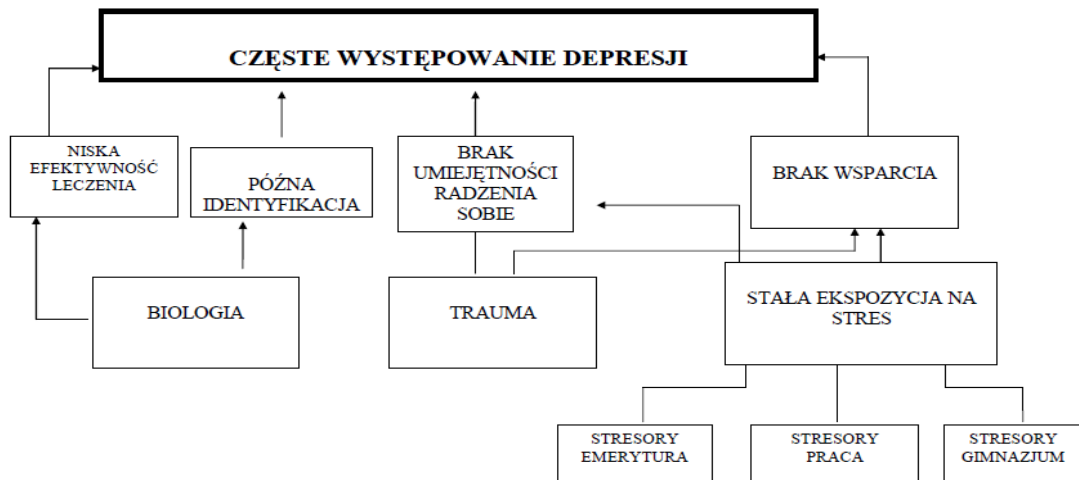 CZĘSTE WYSTĘPOWANIE DEPRESJI
NISKA
EFEKTYWNOŚĆ
LECZENIA
PÓŹNA
IDENTYFIKACJA
BRAK
UMIEJĘTNOŚCI
RADZENIA
SOBIE
BRAK WSPARCIA
BIOLOGIA
TRAUMA
STAŁA EKSPOZYCJA NA
STRES
STRESORY
EMERYTURA
STRESORY
PRACA
STRESORY
GIMNAZJUM